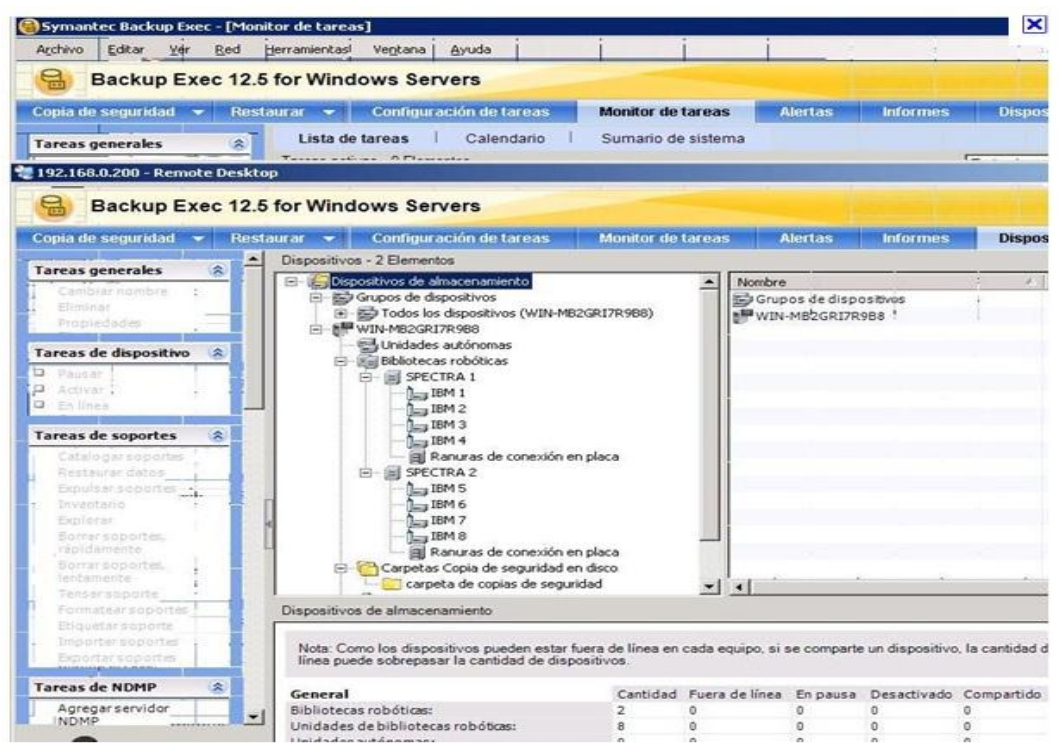 Symantec Backup Exec - [Monitor de tareas]
Archivo Editar Ver Red Herramientas Ventana Ayuda
Backup Exec 12.5 for Windows Servers
Copia de seguridad Restaurar Configuración de tareas Monitor de tareas Alertas Informes Dispos
Tareas generales
Lista de tareas Calendario Sumario de sistema
192.168.0.200 - Remote Desktop
Backup Exec 12.5 for Windows Servers
Copia de seguridad Restaurar Configuración de tareas Monitor de tareas Alertas Informes Dispos
Tareas generales
Cambiar nombre
Eliminar
Propiedades
Tareas de dispositivo
Pausar
Activar
En línea
Tareas de soportes
Catalogar soportes
Restaurar datos
Expulsar soportes
Inventario
Explorar
Borrar soportes,
rápidamente
Borrar soportes,
lentamente
Tensar soporte
Formatear soportes
Etiquetar soporte
Importar soportes
Exportar soportes
Tareas de NDMP
Agregar servidor
NDMP
Dispositivos - 2 Elementos
Dispositivos de almacenamiento
Grupos de dispositivos
Todos los dispositivos (WIN-MB2GRI7R9B8)
WIN-MB2GRI7R9B8
Unidades autónomas
Bibliotecas robóticas
SPECTRA 1
IBM 1
IBM 2
IBM 3
IBM 4
Ranuras de conexión en placa
SPECTRA 2
IBM 5
IBM 6
IBM 7
IBM 8
Ranuras de conexión en placa
Carpetas Copia de seguridad en disco
carpeta de copias de seguridad
Nombre
Grupos de dispositivos
WIN-MB2GRI7R9B8
Dispositivos de almacenamiento
Nota: Como los dispositivos pueden estar fuera de línea en cada equipo, si se comparte un dispositivo, la cantidad d
línea puede sobrepasar la cantidad de dispositivos.
General Cantidad Fuera de línea En pausa Desactivado Compartido
Bibliotecas robóticas: 2 0 0 0 0
Unidades de bibliotecas robóticas: 8 0 0 0 0